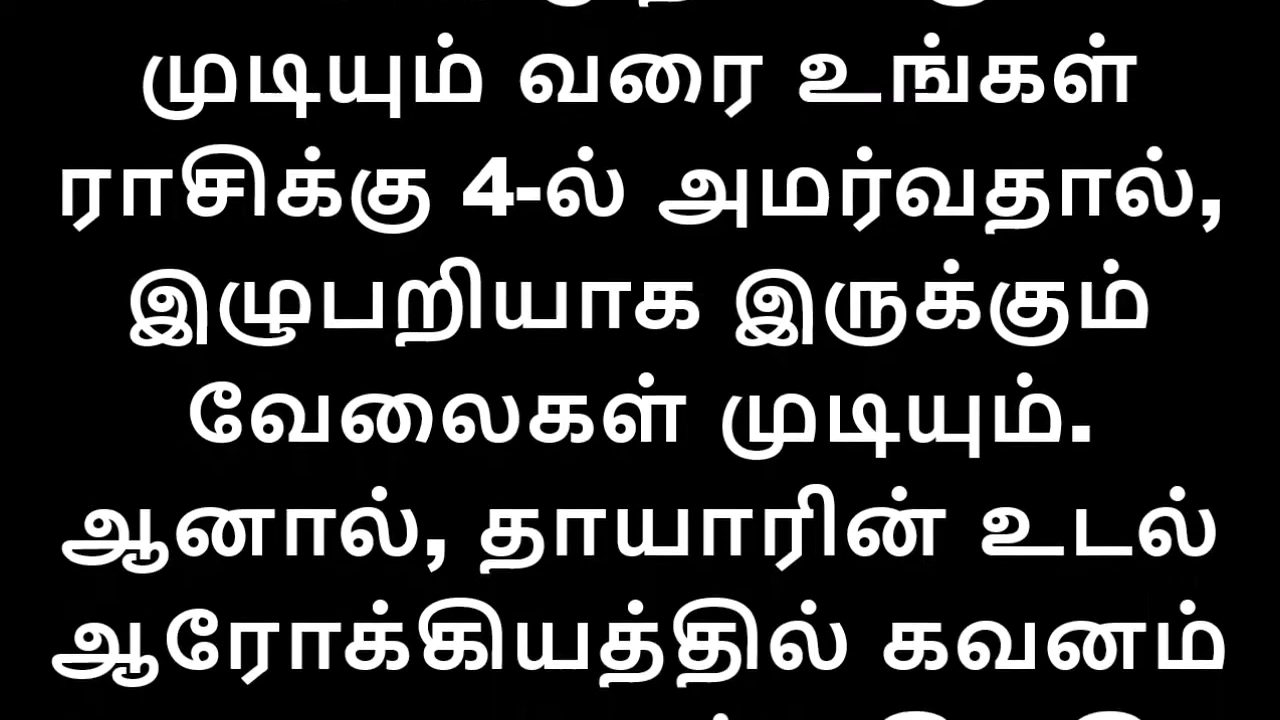 முடியும் வரை உங்கள்
ராசிக்கு 4-ல் அமர்வதால்,
இழுபறியாக இருக்கும்
வேலைகள் முடியும்.
ஆனால், தாயாரின் உடல்
ஆரோக்கியத்தில் கவனம்